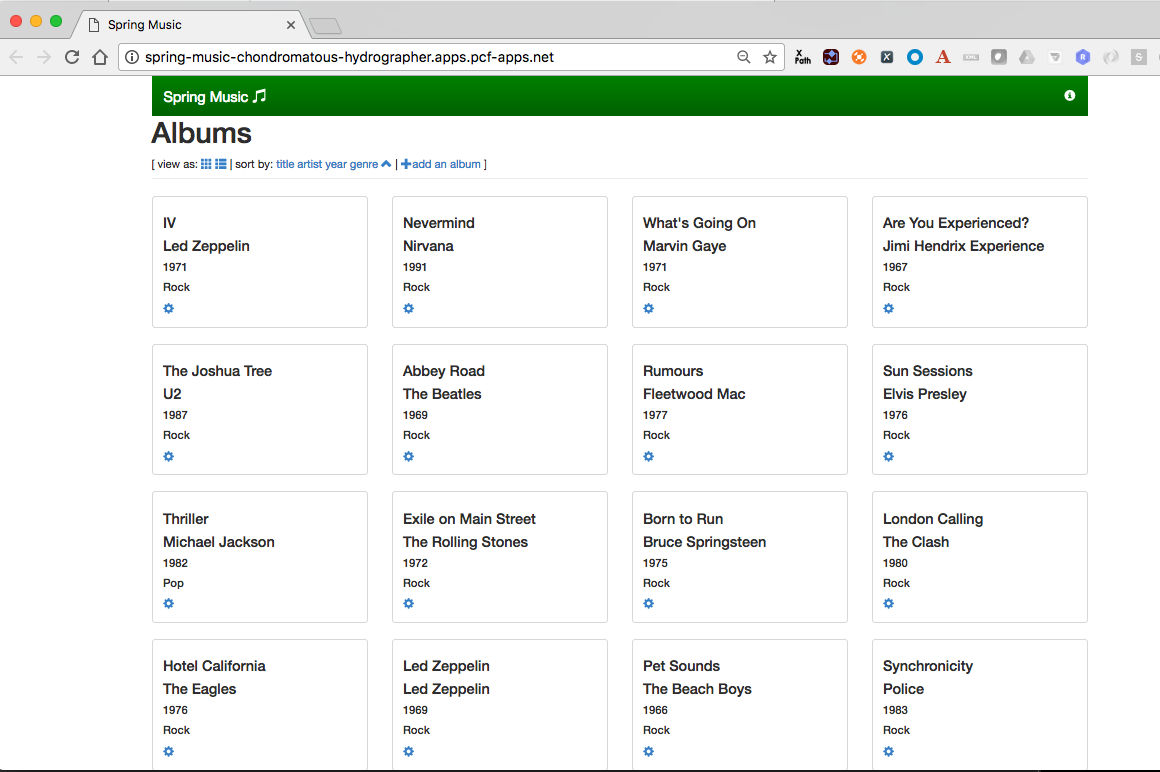 Spring Music
spring-music-chondromatous-hydrographer.apps.pcf-apps.net
X
Path
X
A
R
S
Spring Music
Albums
[ view as: | sort by: title artist year genre | add an album ]
IV
Led Zeppelin
1971
Rock
Nevermind
Nirvana
1991
Rock
What's Going On
Marvin Gaye
1971
Rock
Are You Experienced?
Jimi Hendrix Experience
1967
Rock
The Joshua Tree
U2
1987
Rock
Abbey Road
The Beatles
1969
Rock
Rumours
Fleetwood Mac
1977
Rock
Sun Sessions
Elvis Presley
1976
Rock
Thriller
Michael Jackson
1982
Pop
Exile on Main Street
The Rolling Stones
1972
Rock
Born to Run
Bruce Springsteen
1975
Rock
London Calling
The Clash
1980
Rock
Hotel California
The Eagles
1976
Rock
Led Zeppelin
Led Zeppelin
1969
Rock
Pet Sounds
The Beach Boys
1966
Rock
Synchronicity
Police
1983
Rock